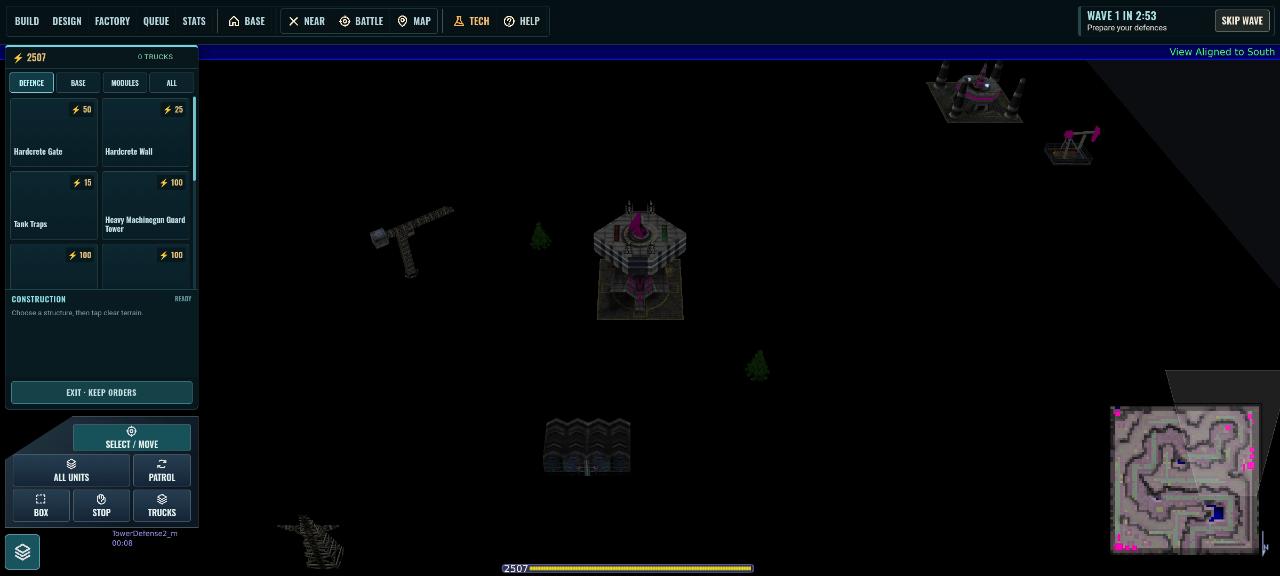 BUILD DESIGN FACTORY QUEUE STATS BASE NEAR BATTLE MAP TECH HELP
WAVE 1 IN 2:53
Prepare your defences
SKIP WAVE
View Aligned to South
2507 0 TRUCKS
DEFENCE BASE MODULES ALL
50 25
Hardcrete Gate Hardcrete Wall
15 100
Tank Traps Heavy Machinegun Guard
Tower
100 100
CONSTRUCTION READY
Choose a structure, then tap clear terrain.
EXIT · KEEP ORDERS
SELECT / MOVE
ALL UNITS PATROL
BOX STOP TRUCKS
TowerDefense2_m
00:08
2507
N